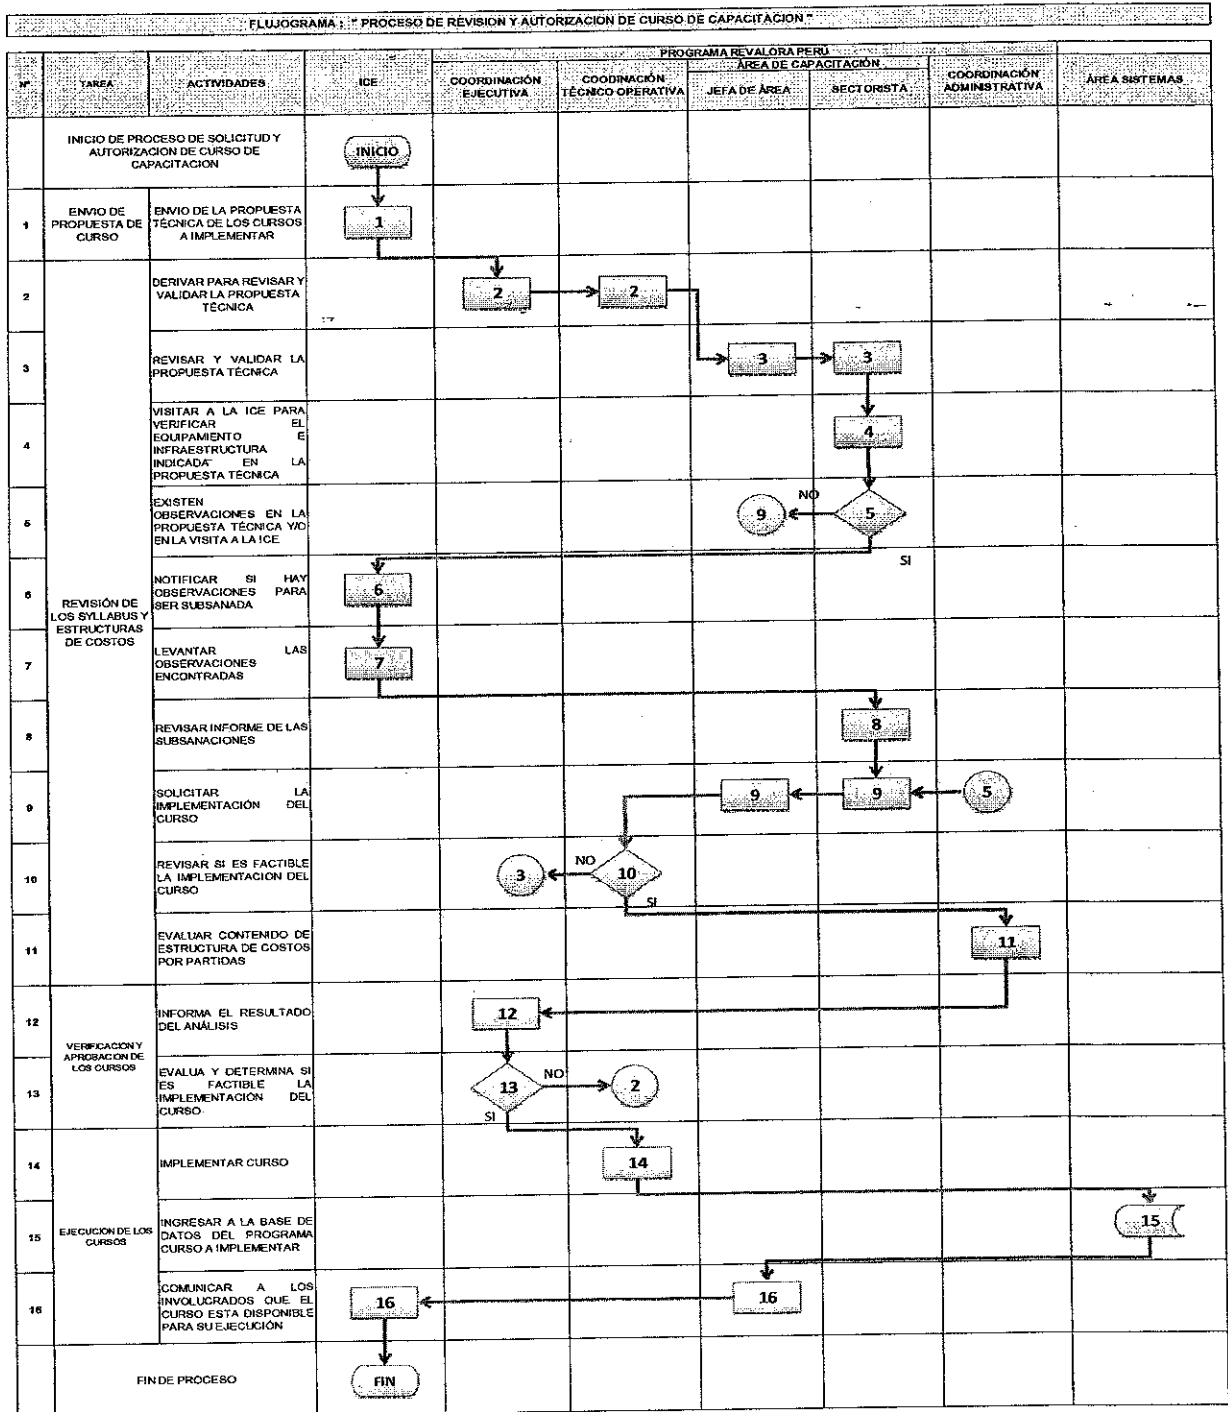 FLUJOGRAMA : " PROCESO DE REVISION Y AUTORIZACION DE CURSO DE CAPACITACION "
PROGRAMA REVALORA PERÚ
ÁREA DE CAPACITACIÓN
Nº
TAREA
ACTIVIDADES
ICE
COORDINACIÓN
EJECUTIVA
COODINACIÓN
TÉCNICO OPERATIVA
JEFA DE ÁREA
SECTORISTA
COORDINACIÓN
ADMINISTRATIVA
ÁREA SISTEMAS
INICIO DE PROCESO DE SOLICITUD Y
AUTORIZACION DE CURSO DE
CAPACITACION
INICIO
1
ENVIO DE
PROPUESTA DE
CURSO
ENVIO DE LA PROPUESTA
TÉCNICA DE LOS CURSOS
A IMPLEMENTAR
1
2
DERIVAR PARA REVISAR Y
VALIDAR LA PROPUESTA
TÉCNICA
2
2
3
REVISAR Y VALIDAR LA
PROPUESTA TÉCNICA
3
3
4
VISITAR A LA ICE PARA
VERIFICAR EL
EQUIPAMIENTO E
INFRAESTRUCTURA
INDICADA EN LA
PROPUESTA TÉCNICA
4
5
EXISTEN
OBSERVACIONES EN LA
PROPUESTA TÉCNICA Y/O
EN LA VISITA A LA ICE
9
NO
5
SI
REVISIÓN DE
LOS SYLLABUS Y
ESTRUCTURAS
DE COSTOS
6
NOTIFICAR SI HAY
OBSERVACIONES PARA
SER SUBSANADA
6
7
LEVANTAR LAS
OBSERVACIONES
ENCONTRADAS
7
8
REVISAR INFORME DE LAS
SUBSANACIONES
8
9
SOLICITAR LA
IMPLEMENTACIÓN DEL
CURSO
9
9
5
10
REVISAR SI ES FACTIBLE
LA IMPLEMENTACION DEL
CURSO
3
NO
10
SI
11
EVALUAR CONTENIDO DE
ESTRUCTURA DE COSTOS
POR PARTIDAS
11
12
VERIFICACION Y
APROBACION DE
LOS CURSOS
INFORMA EL RESULTADO
DEL ANÁLISIS
12
13
EVALUA Y DETERMINA SI
ES FACTIBLE LA
IMPLEMENTACIÓN DEL
CURSO
13
NO
2
SI
14
IMPLEMENTAR CURSO
14
15
EJECUCION DE LOS
CURSOS
INGRESAR A LA BASE DE
DATOS DEL PROGRAMA
CURSO A IMPLEMENTAR
15
16
COMUNICAR A LOS
INVOLUCRADOS QUE EL
CURSO ESTA DISPONIBLE
PARA SU EJECUCIÓN
16
16
FIN DE PROCESO
FIN